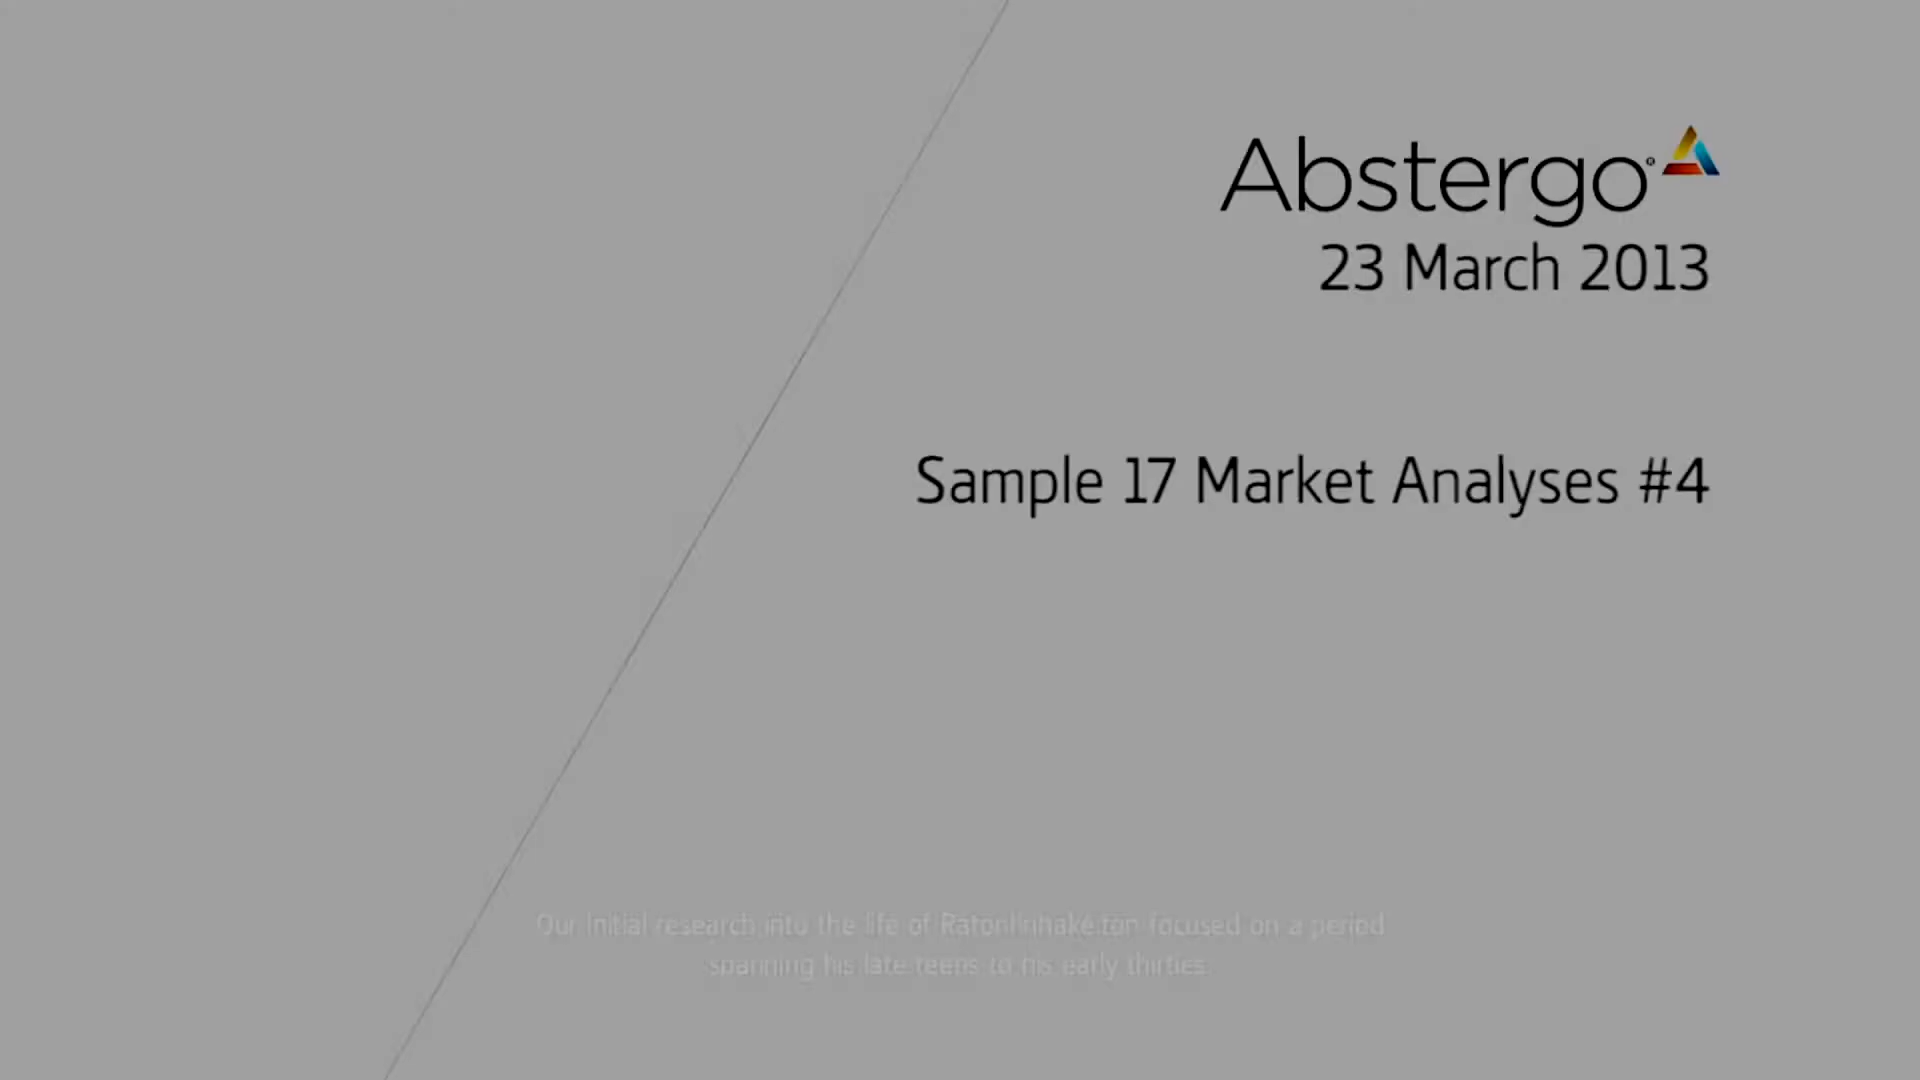 Abstergo®
23 March 2013
Sample 17 Market Analyses #4
Our initial research into the life of Ratonhnhaké:ton focused on a period
spanning his late teens to his early thirties.